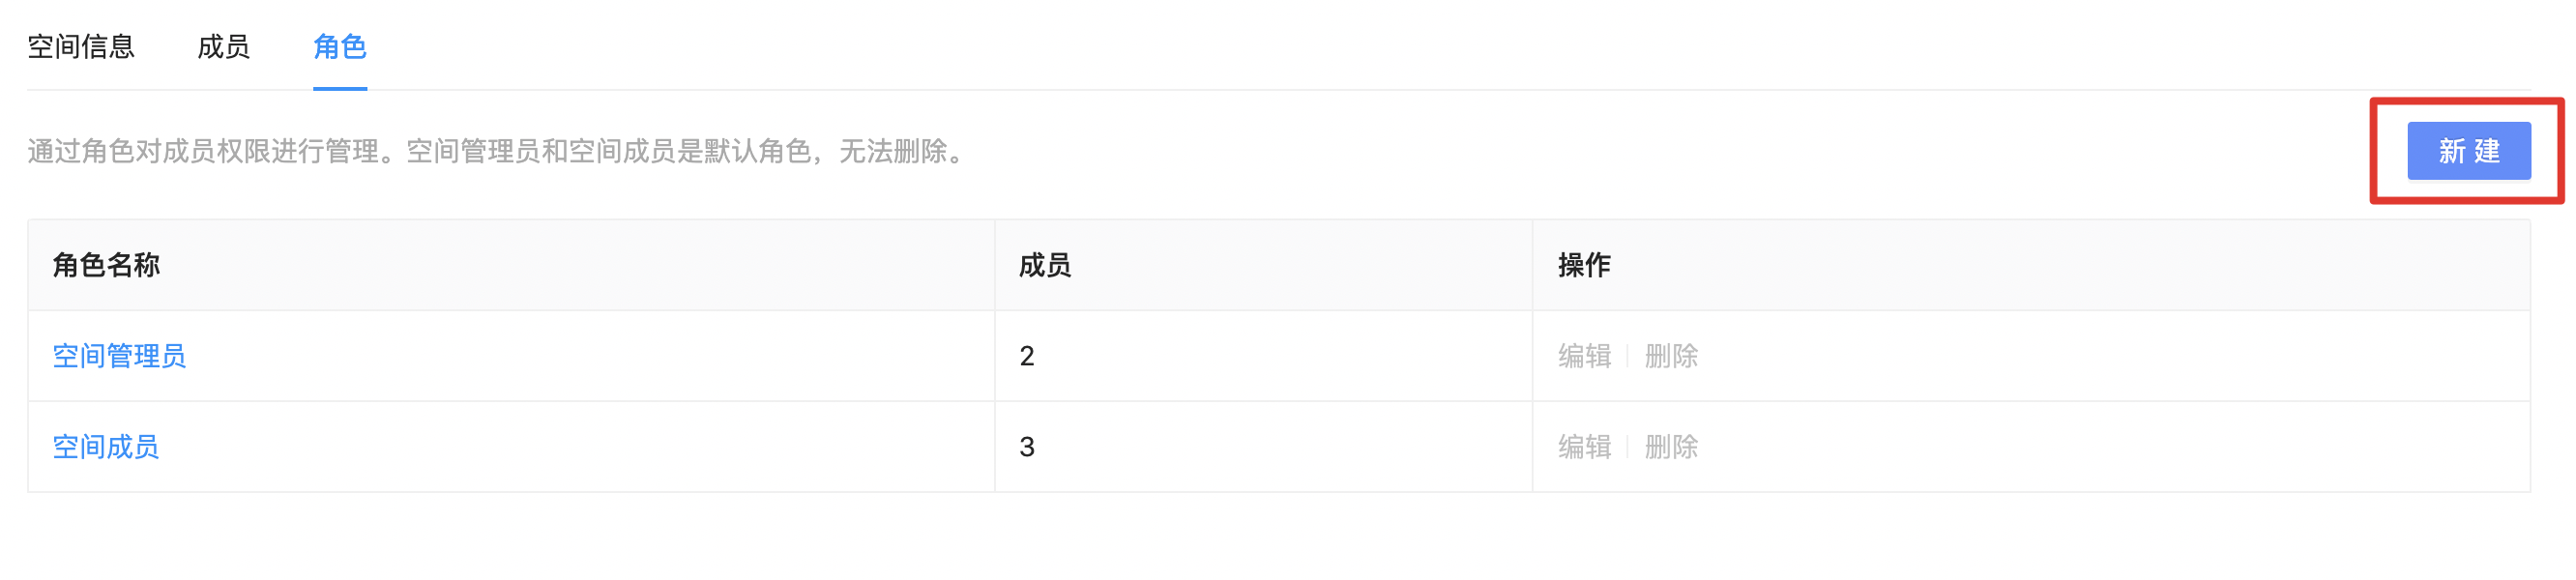 空间信息 成员 角色
通过角色对成员权限进行管理。空间管理员和空间成员是默认角色，无法删除。 新 建
角色名称 成员 操作
空间管理员 2 编辑 删除
空间成员 3 编辑 删除